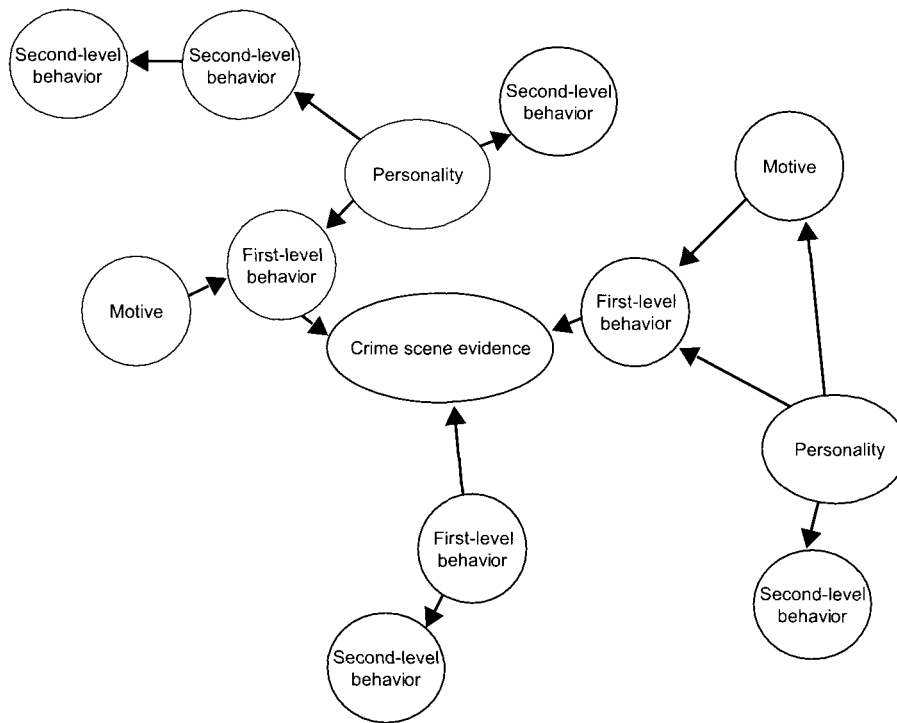 Second-level
behavior
Second-level
behavior
Second-level
behavior
Personality
Motive
First-level
behavior
Motive
First-level
behavior
Crime scene evidence
Personality
First-level
behavior
Second-level
behavior
Second-level
behavior